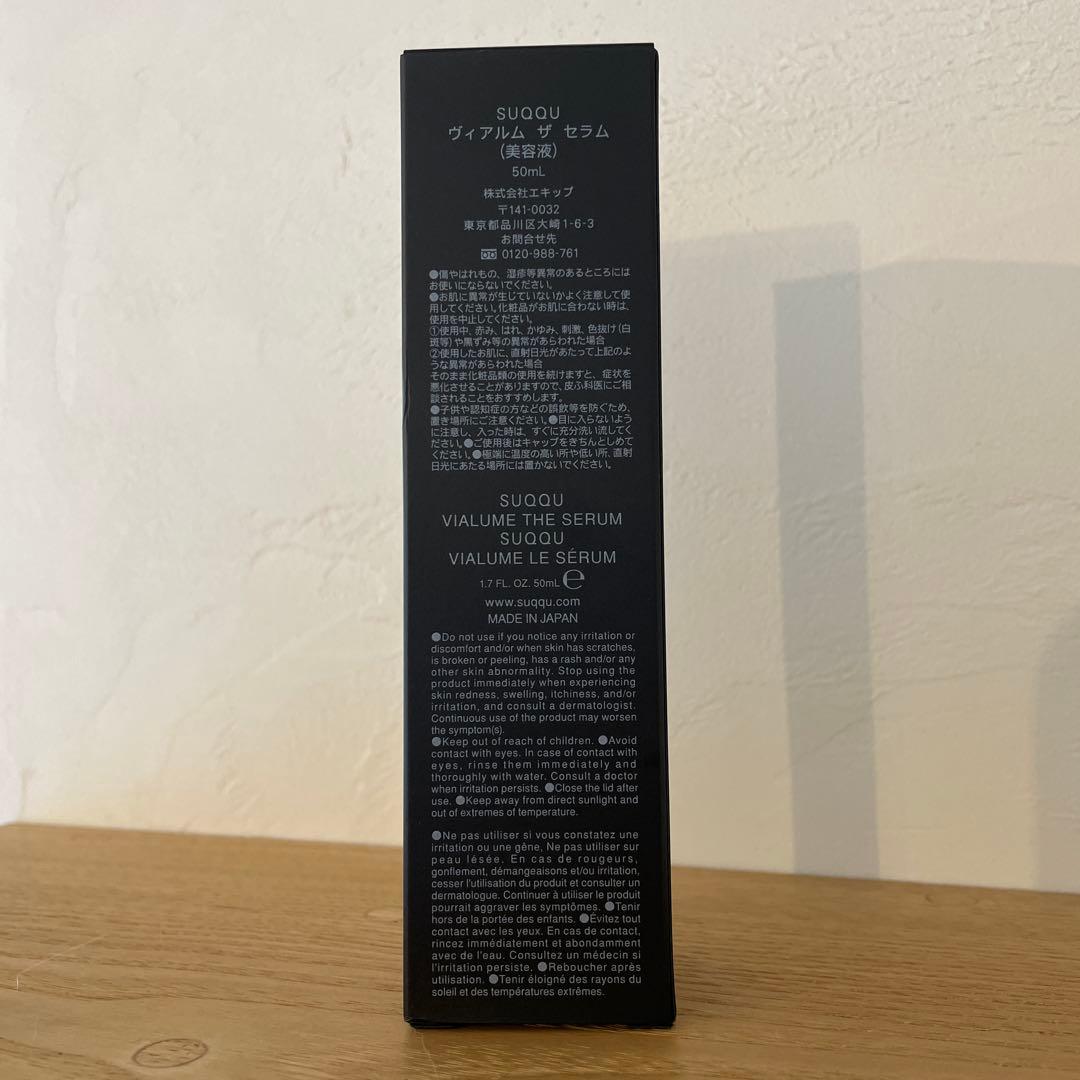 SUQQU
ヴィアルム ザ セラム
(美容液)
50mL
株式会社エキップ
〒141-0032
東京都品川区大崎1-6-3
お問合せ先
0120-988-761
●傷やはれもの、湿疹等異常のあるところには
お使いにならないでください。
●お肌に異常が生じていないかよく注意して使
用してください。化粧品がお肌に合わない時は、
使用を中止してください。
①使用中、赤み、はれ、かゆみ、刺激、色抜け(白
斑等)や黒ずみ等の異常があらわれた場合
②使用したお肌に、直射日光があたって上記のよ
うな異常があらわれた場合
そのまま化粧品類の使用を続けますと、症状を
悪化させることがありますので、皮ふ科医にご相
談されることをおすすめします。
●子供や認知症の方などの誤飲等を防ぐため、
置き場所にご注意ください。●目に入らないよう
に注意し、入った時は、すぐに充分洗い流してく
ださい。●ご使用後はキャップをきちんとしめて
ください。●極端に温度の高い所や低い所、直射
日光にあたる場所には置かないでください。
SUQQU
VIALUME THE SERUM
SUQQU
VIALUME LE SÉRUM
1.7 FL. OZ. 50mL ℮
www.suqqu.com
MADE IN JAPAN
●Do not use if you notice any irritation or
discomfort and/or when skin has scratches,
is broken or peeling, has a rash and/or any
other skin abnormality. Stop using the
product immediately when experiencing
skin redness, swelling, itchiness, and/or
irritation, and consult a dermatologist.
Continuous use of the product may worsen
the symptom(s).
●Keep out of reach of children. ●Avoid
contact with eyes. In case of contact with
eyes, rinse them immediately and
thoroughly with water. Consult a doctor
when irritation persists. ●Close the lid after
use. ●Keep away from direct sunlight and
out of extremes of temperature.
●Ne pas utiliser si vous constatez une
irritation ou une gêne, Ne pas utiliser sur
peau lésée. En cas de rougeurs,
gonflement, démangeaisons et/ou irritation,
cesser l'utilisation du produit et consulter un
dermatologue. Continuer à utiliser le produit
pourrait aggraver les symptômes. ●Tenir
hors de la portée des enfants. ●Évitez tout
contact avec les yeux. En cas de contact,
rincez immédiatement et abondamment
avec de l'eau. Consultez un médecin si
l'irritation persiste. ●Reboucher après
utilisation. ●Tenir éloigné des rayons du
soleil et des températures extrêmes.